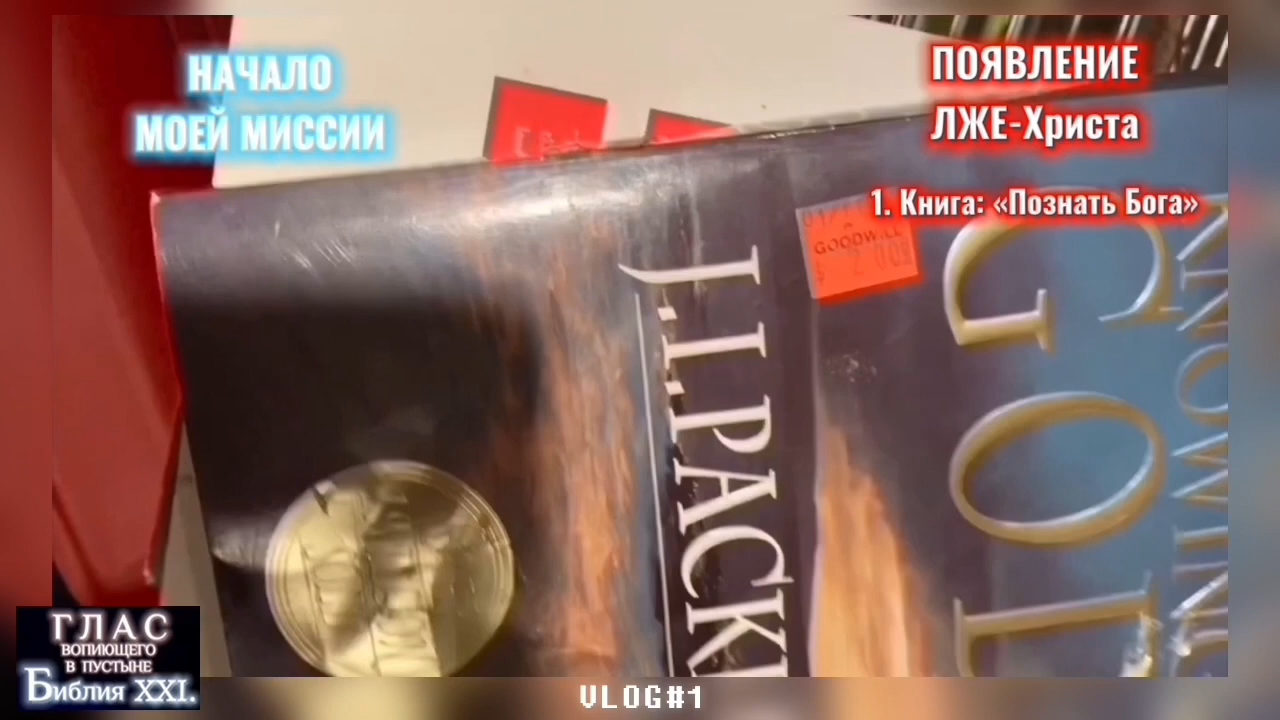 НАЧАЛО
МОЕЙ МИССИИ
ПОЯВЛЕНИЕ
ЛЖЕ-Христа
1. Книга: «Познать Бога»
GOODWILL
J.I.PACK
KNOWING
GOD
ГЛАС
ВОПИЮЩЕГО
В ПУСТЫНЕ
Библия XXI.
VLOG#1